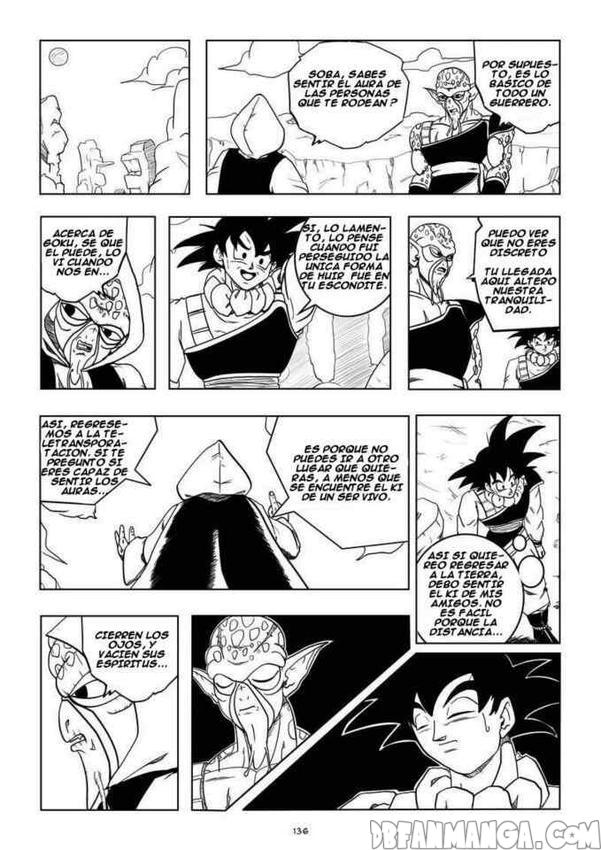 SOBA, SABES
SENTIR EL AURA DE
LAS PERSONAS
QUE TE RODEAN?
POR SUPUES-
TO, ES LO
BASICO DE
TODO UN
GUERRERO.
ACERCA DE
GOKU, SE QUE
EL PUEDE, LO
VI CUANDO
NOS EN...
SI, LO LAMEN-
TO, LO PENSE
CUANDO FUI
PERSEGUIDO LA
UNICA FORMA
DE HUIR FUE EN
TU ESCONDITE.
PUEDO VER
QUE NO ERES
DISCRETO
TU LLEGADA
AQUI ALTERO
NUESTRA
TRANQUILI-
DAD.
ASI, REGRESE-
MOS A LA TE-
LETRANSPORA-
TACION. SI TE
PREGUNTO SI
ERES CAPAZ DE
SENTIR LAS
AURAS...
ES PORQUE NO
PUEDES IR A OTRO
LUGAR QUE QUIE-
RAS, A MENOS QUE
SE ENCUENTRE EL KI
DE UN SER VIVO.
ASI SI QUIE-
REO REGRESAR
A LA TIERRA,
DEBO SENTIR
EL KI DE MIS
AMIGOS. NO
ES FACIL
PORQUE LA
DISTANCIA...
CIERREN LOS
OJOS, Y
VACIEN SUS
ESPIRITUS...
136
DBFANMANGA.COM